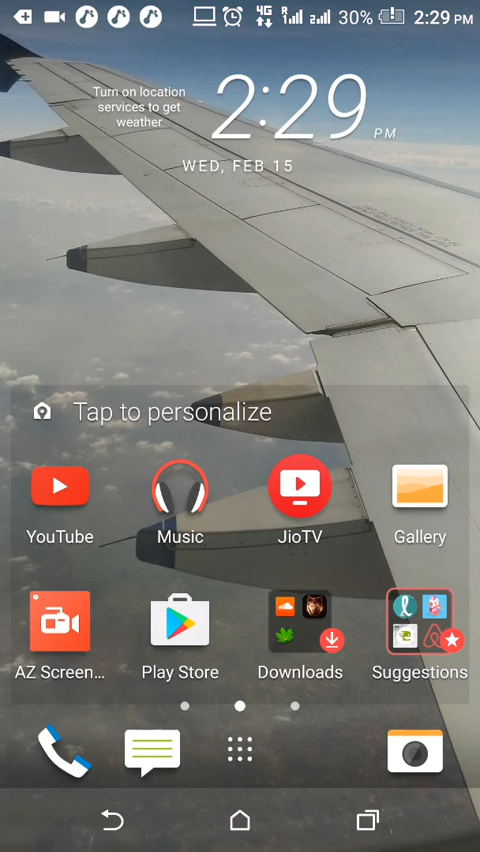 4G R 30% 2:29 PM
Turn on location
services to get
weather
2:29 PM
WED, FEB 15
Tap to personalize
YouTube Music JioTV Gallery
AZ Screen... Play Store Downloads Suggestions